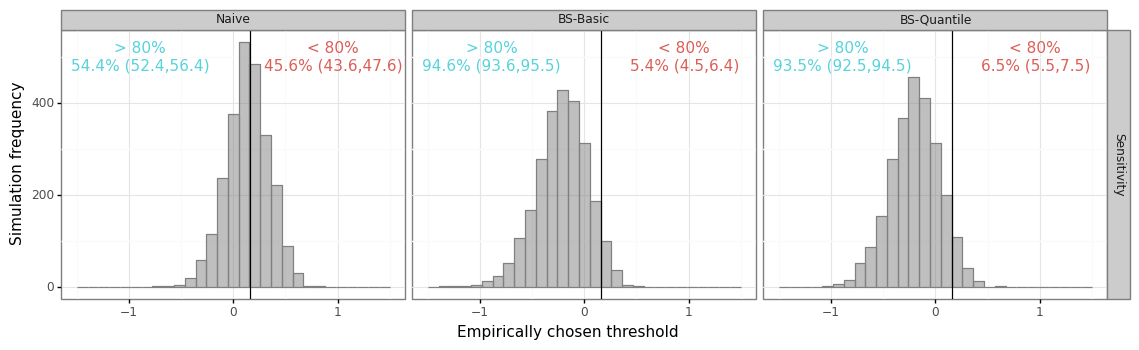 Naive
BS-Basic
BS-Quantile
> 80%
54.4% (52.4,56.4)
< 80%
45.6% (43.6,47.6)
> 80%
94.6% (93.6,95.5)
< 80%
5.4% (4.5,6.4)
> 80%
93.5% (92.5,94.5)
< 80%
6.5% (5.5,7.5)
Sensitivity
Simulation frequency
400
200
0
−1 0 1
−1 0 1
−1 0 1
Empirically chosen threshold